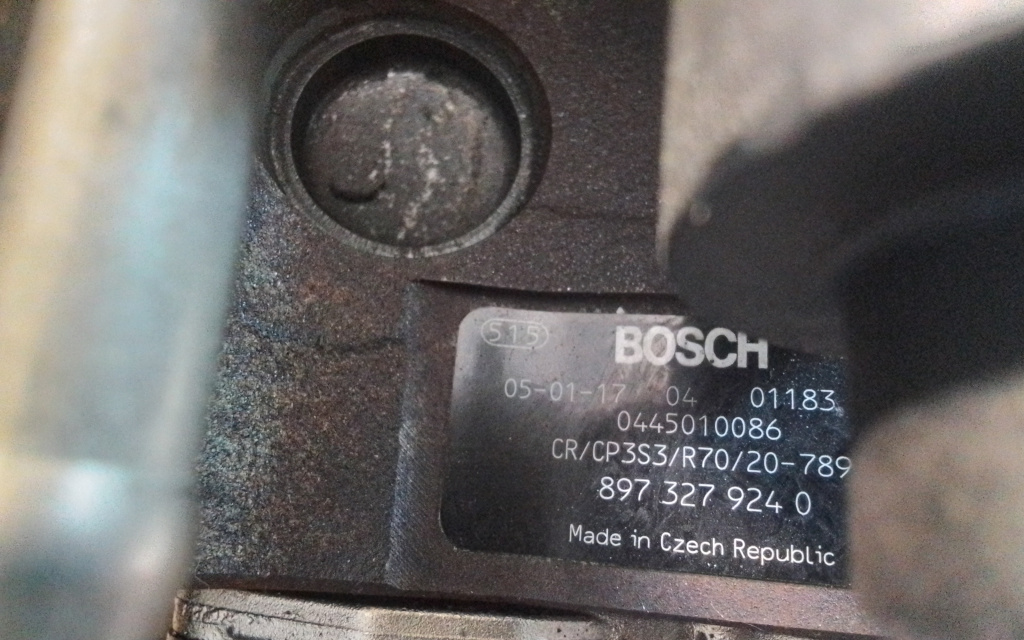 515
BOSCH
05-01-17 04 01183
0445010086
CR/CP3S3/R70/20-789
897 327 924 0
Made in Czech Republic